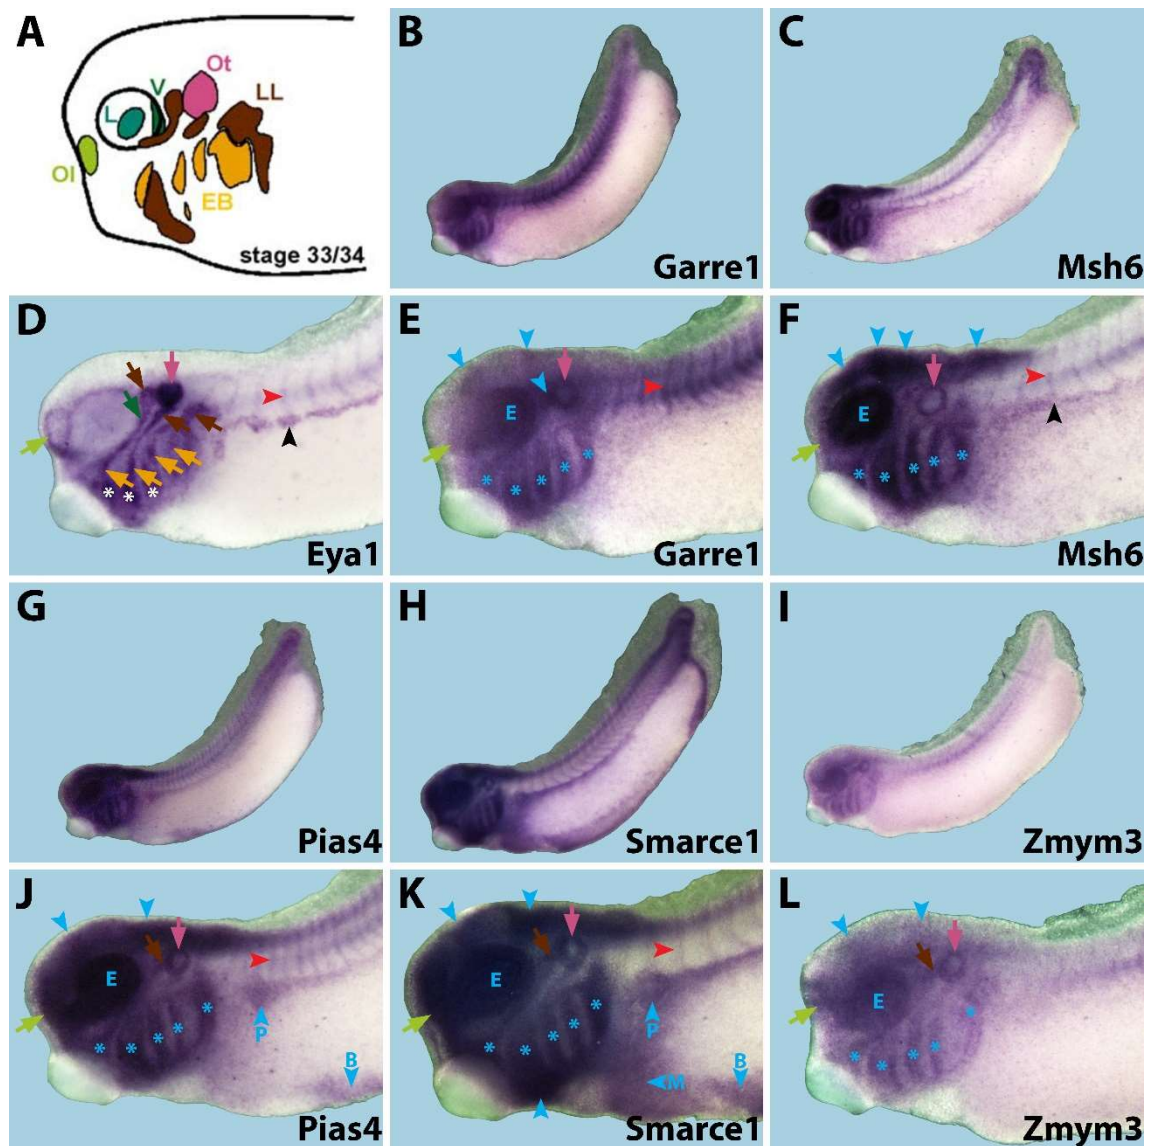 A
Ot
V
LL
L
Ol
EB
stage 33/34
B
Garre1
C
Msh6
D
*
*
*
Eya1
E
E
*
*
*
*
*
Garre1
F
E
*
*
*
*
*
Msh6
G
Pias4
H
Smarce1
I
Zmym3
J
E
*
*
*
*
*
P
B
Pias4
K
E
*
*
*
*
*
P
M
B
Smarce1
L
E
*
*
*
*
*
Zmym3